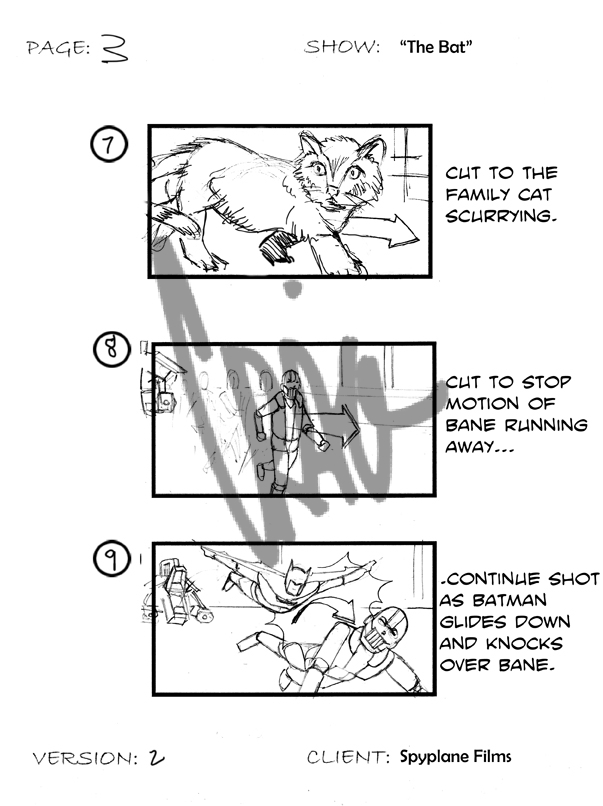 PAGE: 3
SHOW: "The Bat"
7
CUT TO THE
FAMILY CAT
SCURRYING.
8
CUT TO STOP
MOTION OF
BANE RUNNING
AWAY...
9
.CONTINUE SHOT
AS BATMAN
GLIDES DOWN
AND KNOCKS
OVER BANE.
VERSION: 2
CLIENT: Spyplane Films